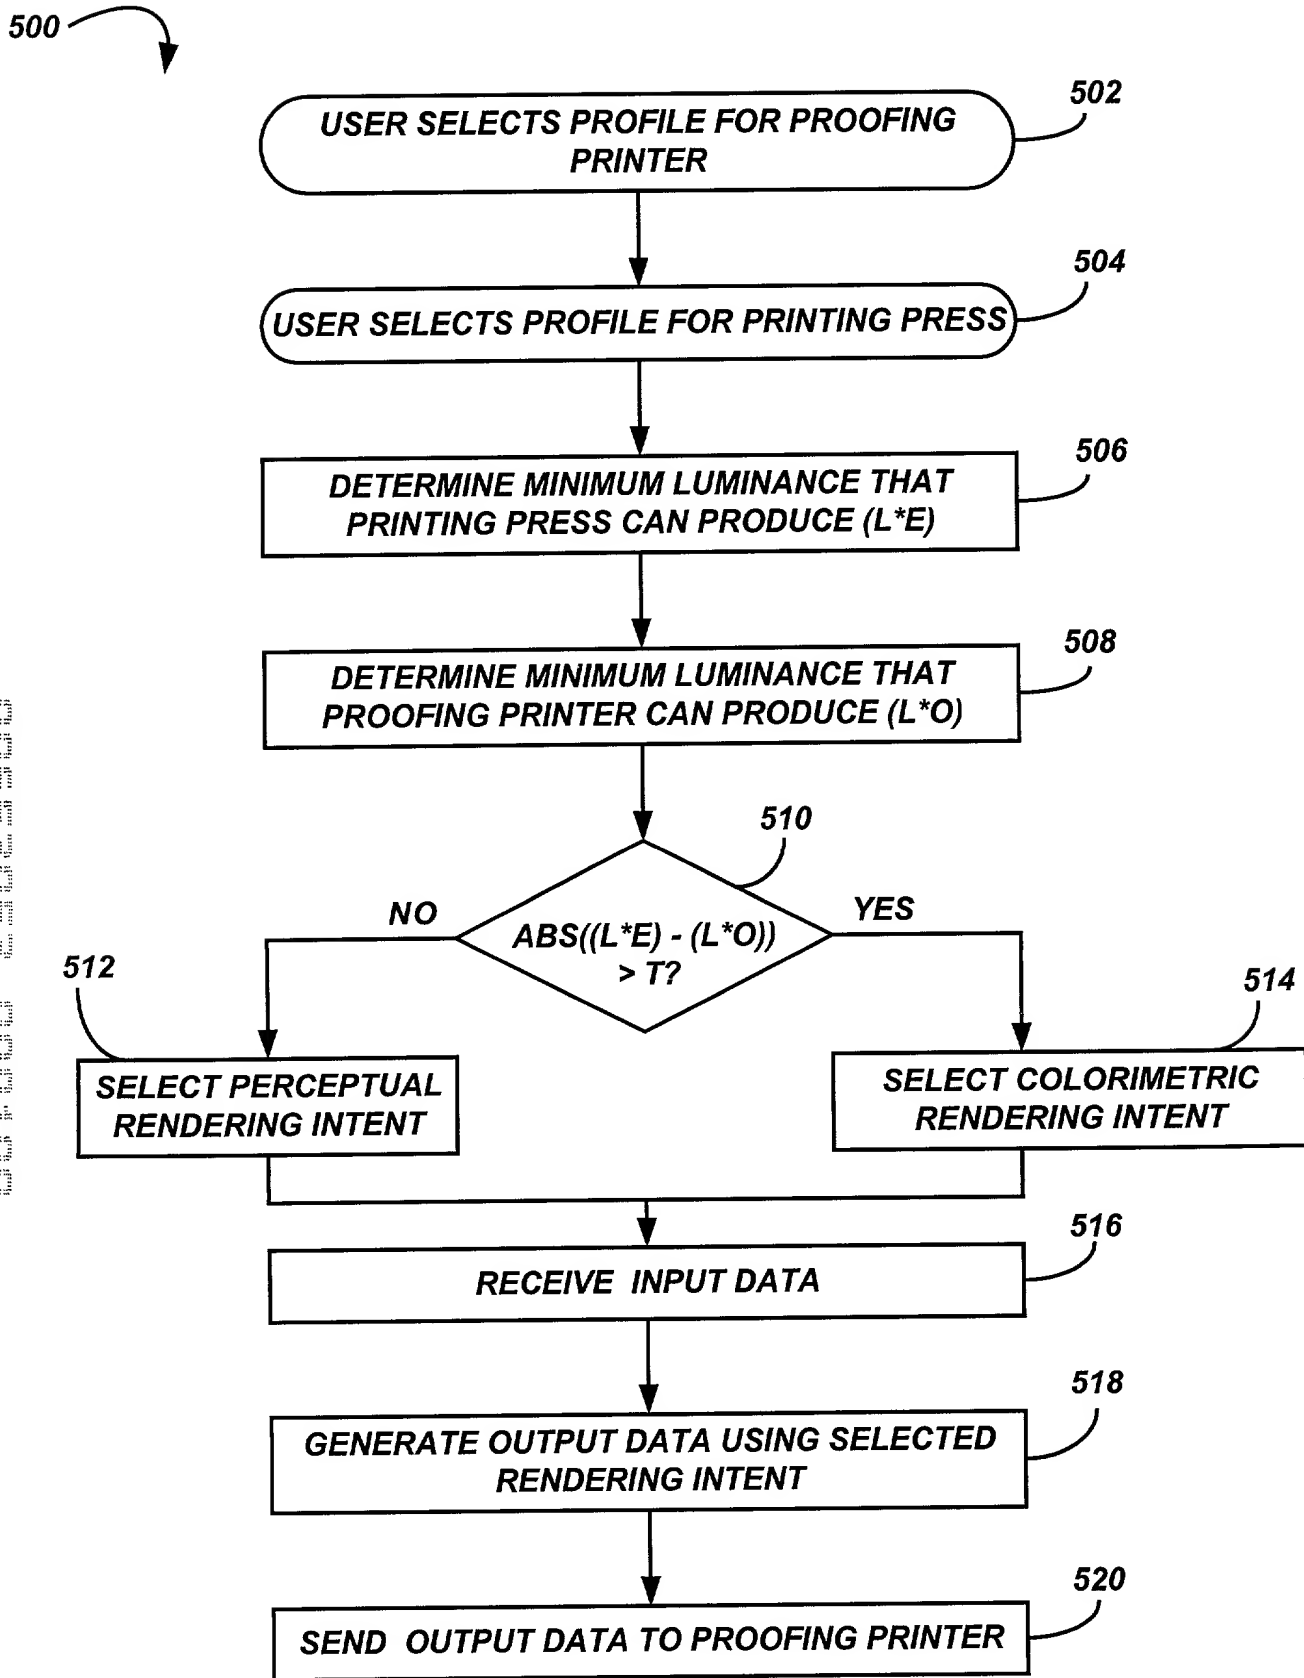 500
502
USER SELECTS PROFILE FOR PROOFING
PRINTER
504
USER SELECTS PROFILE FOR PRINTING PRESS
506
DETERMINE MINIMUM LUMINANCE THAT
PRINTING PRESS CAN PRODUCE (L*E)
508
DETERMINE MINIMUM LUMINANCE THAT
PROOFING PRINTER CAN PRODUCE (L*O)
510
NO
YES
ABS((L*E) - (L*O))
> T?
512
514
SELECT PERCEPTUAL
RENDERING INTENT
SELECT COLORIMETRIC
RENDERING INTENT
516
RECEIVE INPUT DATA
518
GENERATE OUTPUT DATA USING SELECTED
RENDERING INTENT
520
SEND OUTPUT DATA TO PROOFING PRINTER